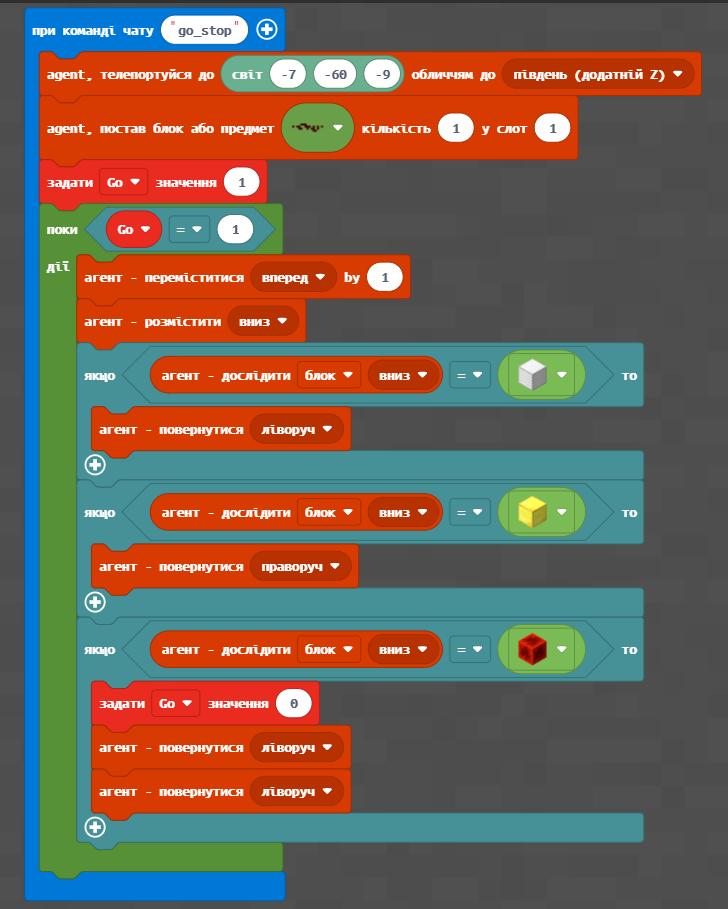 при команді чату "go_stop"
agent, телепортуйся до світ -7 -60 -9 обличчям до південь (додатній Z)
agent, постав блок або предмет кількість 1 у слот 1
задати Go значення 1
поки Go = 1
дії
агент - переміститися вперед by 1
агент - розмістити вниз
якщо агент - дослідити блок вниз = то
агент - повернутися ліворуч
якщо агент - дослідити блок вниз = то
агент - повернутися праворуч
якщо агент - дослідити блок вниз = то
задати Go значення 0
агент - повернутися ліворуч
агент - повернутися ліворуч